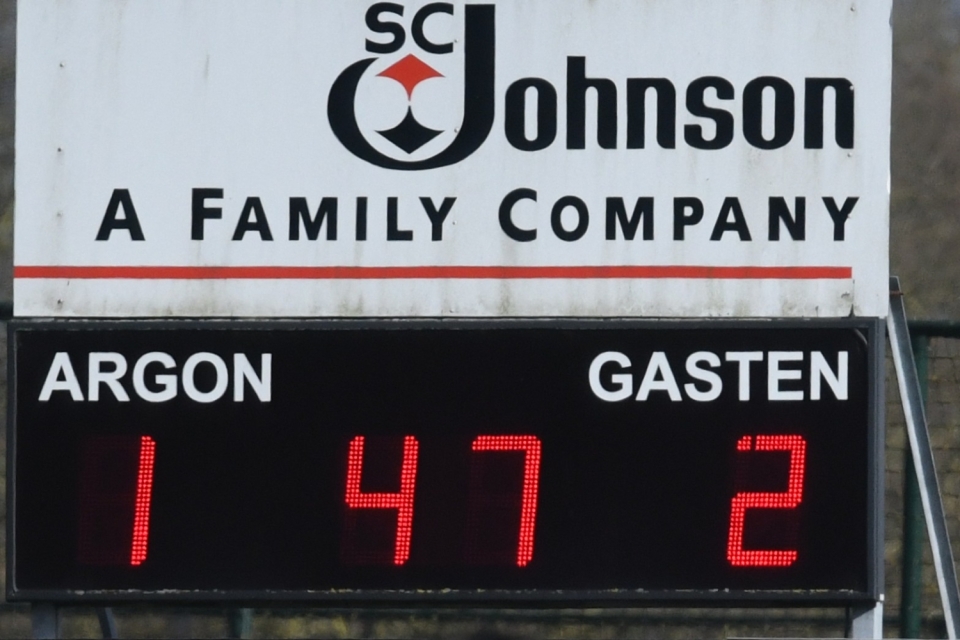 SC
Johnson
A FAMILY COMPANY
ARGON GASTEN
1 47 2